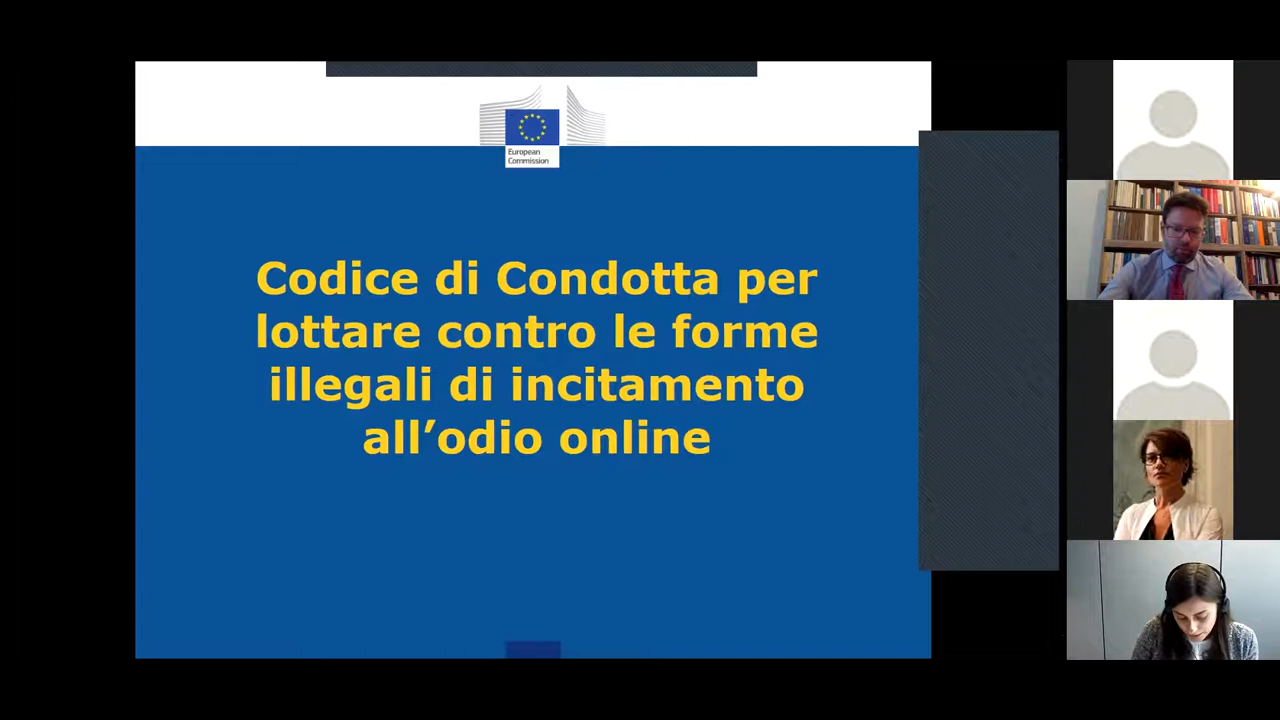 European
Commission
Codice di Condotta per
lottare contro le forme
illegali di incitamento
all’odio online